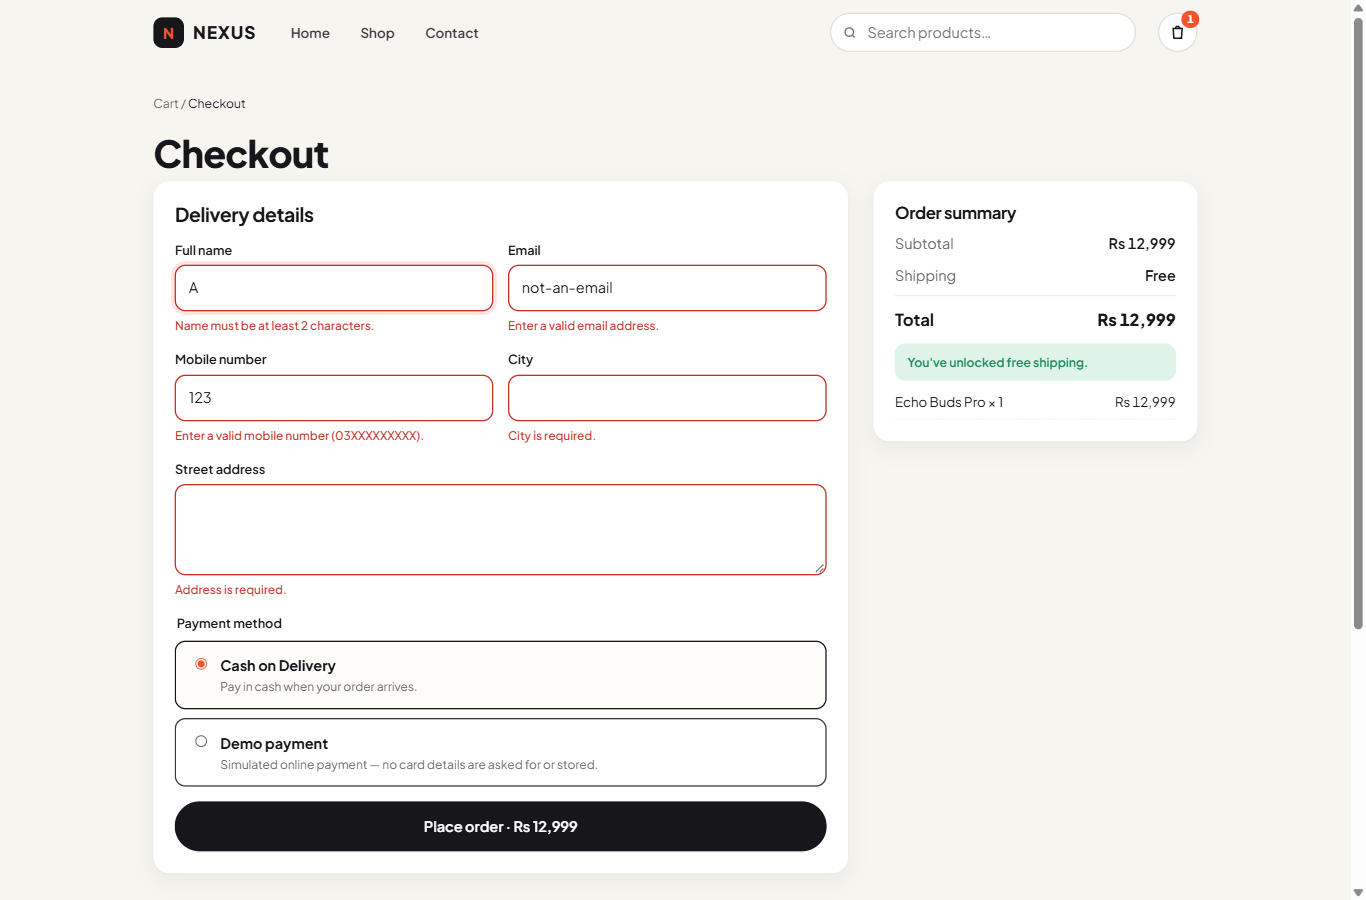 N NEXUS Home Shop Contact Search products... 1
Cart / Checkout
Checkout
Delivery details
Full name
A
Name must be at least 2 characters.
Email
not-an-email
Enter a valid email address.
Mobile number
123
Enter a valid mobile number (03XXXXXXXXX).
City
City is required.
Street address
Address is required.
Payment method
Cash on Delivery
Pay in cash when your order arrives.
Demo payment
Simulated online payment — no card details are asked for or stored.
Place order · Rs 12,999
Order summary
Subtotal Rs 12,999
Shipping Free
Total Rs 12,999
You've unlocked free shipping.
Echo Buds Pro × 1 Rs 12,999